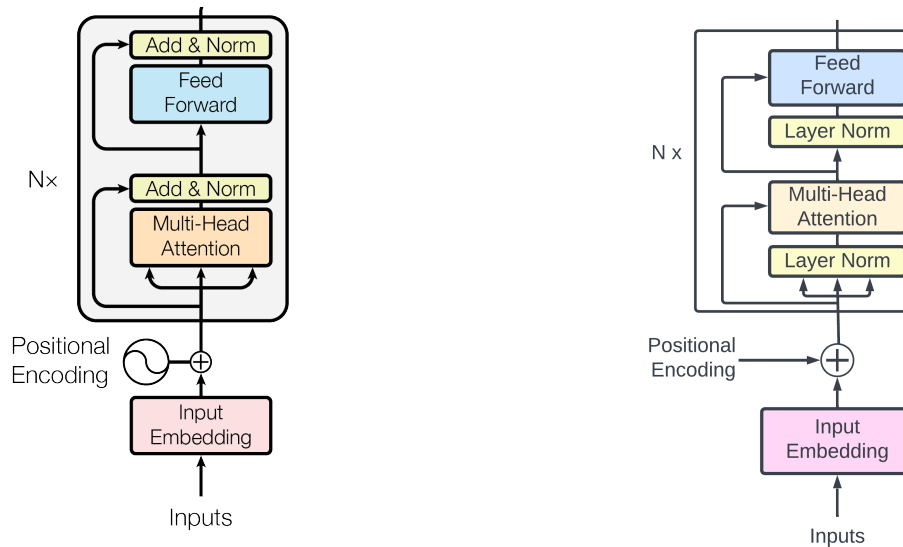 Add & Norm
Feed
Forward
N×
Add & Norm
Multi-Head
Attention
Positional
Encoding
Input
Embedding
Inputs
Feed
Forward
Layer Norm
N x
Multi-Head
Attention
Layer Norm
Positional
Encoding
Input
Embedding
Inputs